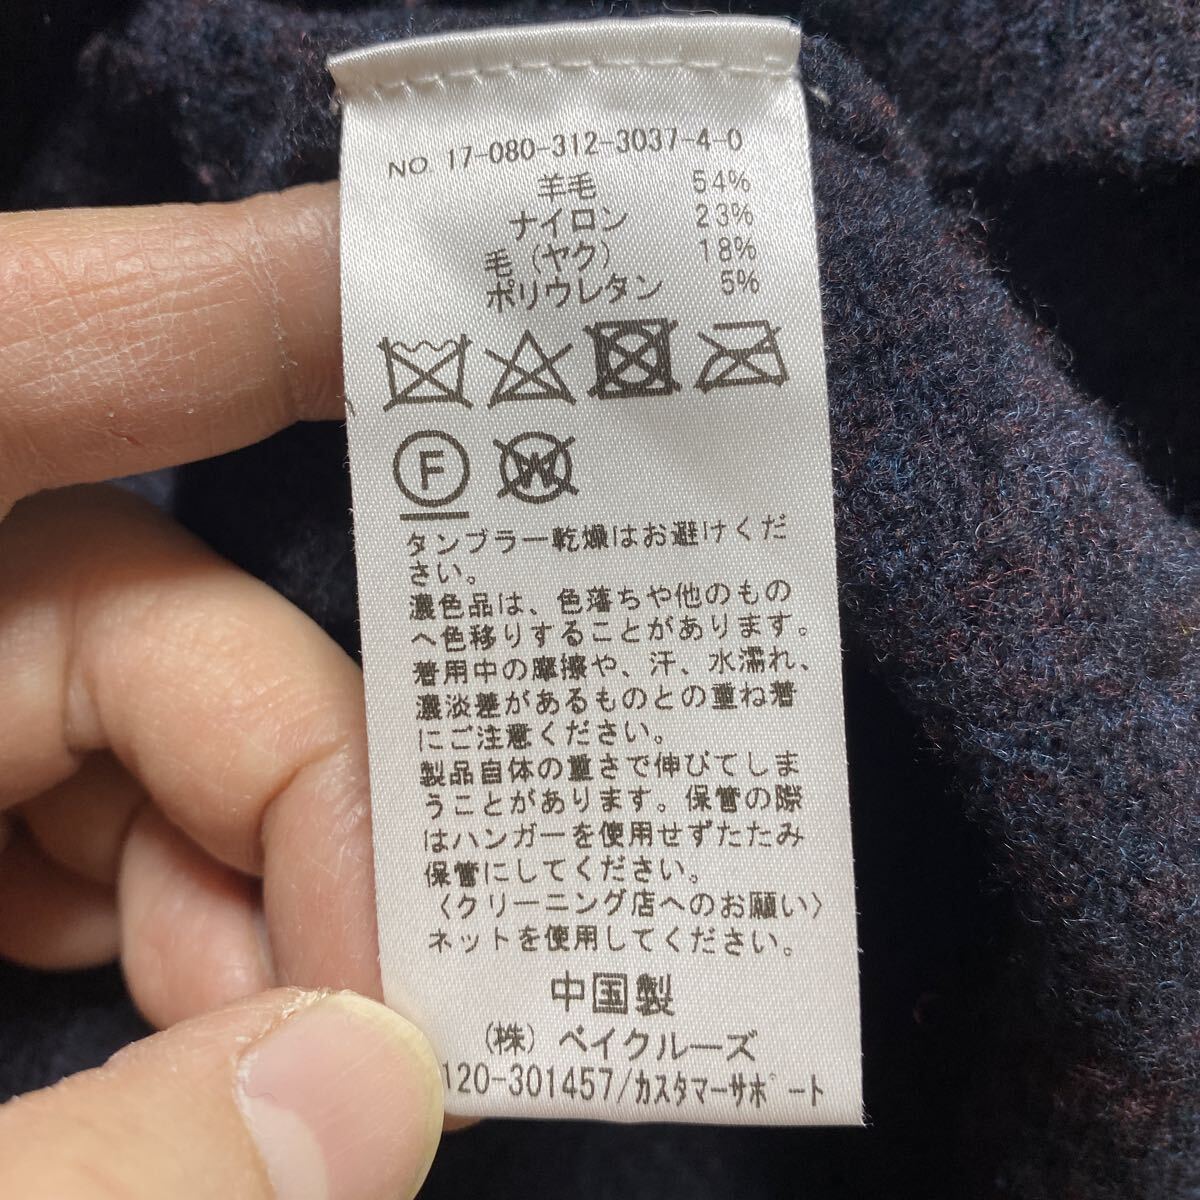 NO 17-080-312-3037-4-0
羊毛 54%
ナイロン 23%
毛(ヤク) 18%
ポリウレタン 5%
F W
タンブラー乾燥はお避けくだ
さい。
濃色品は、色落ちや他のもの
へ色移りすることがあります。
着用中の摩擦や、汗、水濡れ、
濃淡差があるものとの重ね着
にご注意ください。
製品自体の重さで伸びてしま
うことがあります。保管の際
はハンガーを使用せずたたみ
保管にしてください。
〈クリーニング店へのお願い〉
ネットを使用してください。
中国製
(株) ベイクルーズ
120-301457/カスタマーサポート